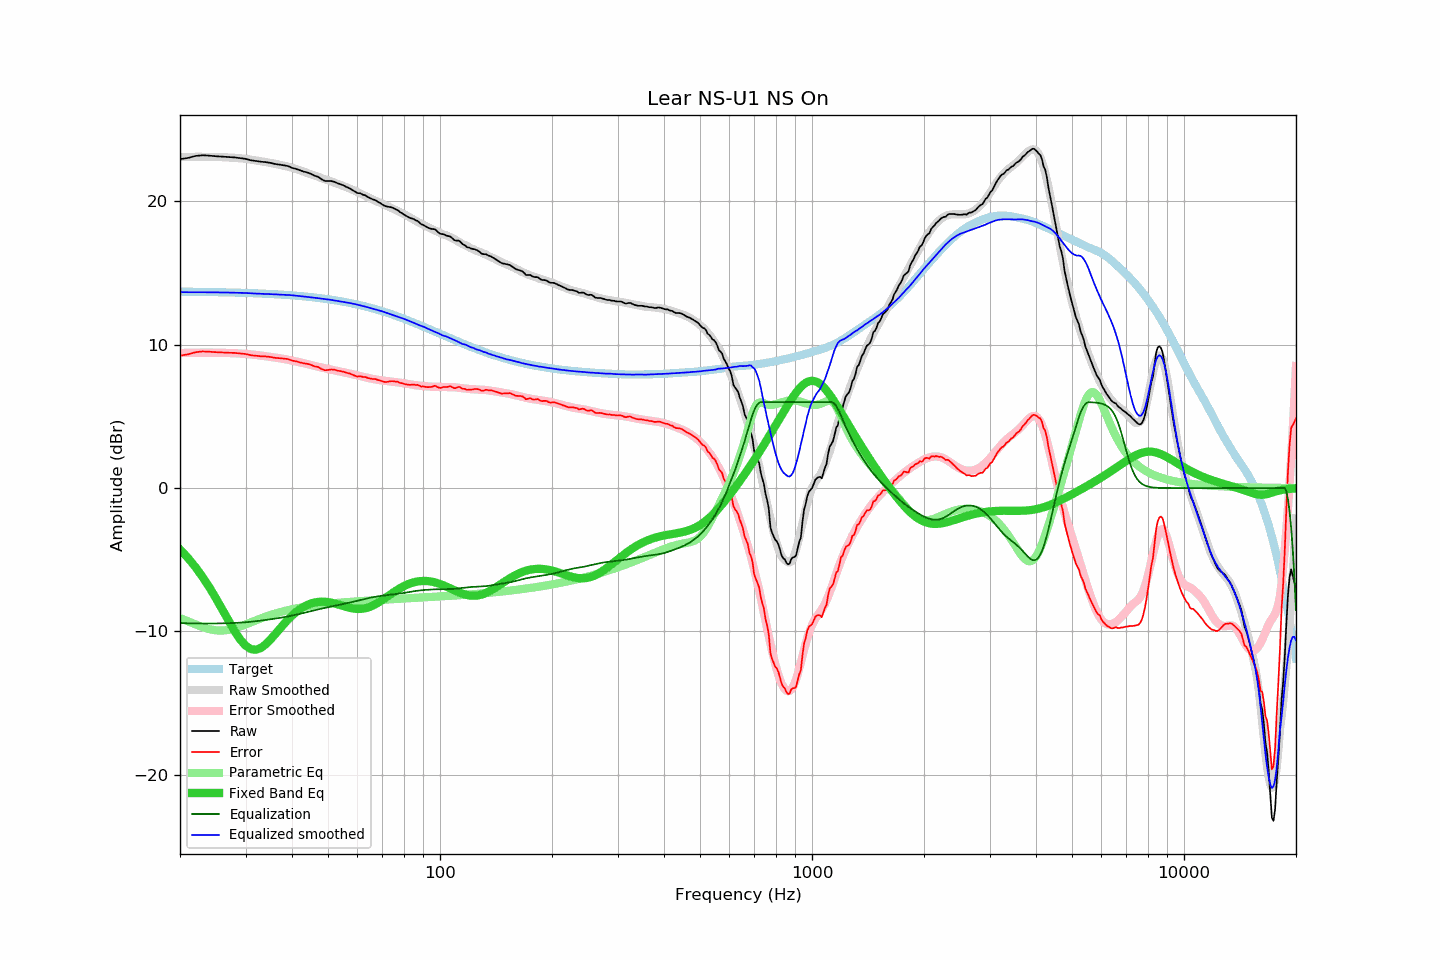 Lear NS-U1 NS On
Amplitude (dBr)
20
10
0
−10
−20
Target
Raw Smoothed
Error Smoothed
Raw
Error
Parametric Eq
Fixed Band Eq
Equalization
Equalized smoothed
100
1000
10000
Frequency (Hz)